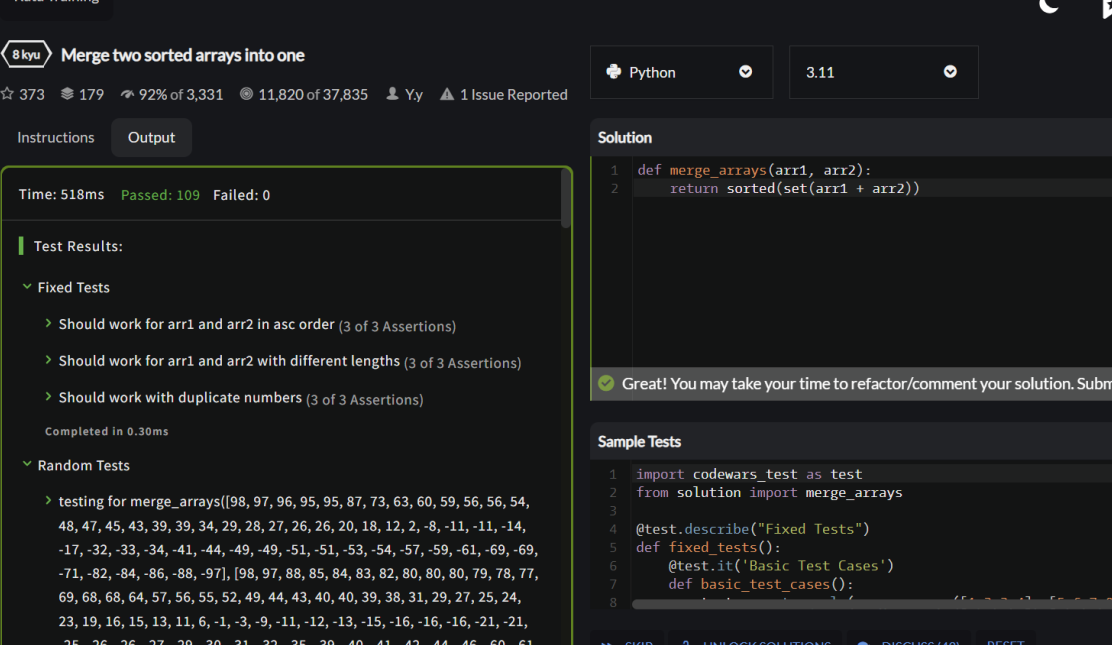 8 kyu Merge two sorted arrays into one
373 179 92% of 3,331 11,820 of 37,835 Y.y 1 Issue Reported
Instructions Output
Time: 518ms Passed: 109 Failed: 0
Test Results:
Fixed Tests
Should work for arr1 and arr2 in asc order (3 of 3 Assertions)
Should work for arr1 and arr2 with different lengths (3 of 3 Assertions)
Should work with duplicate numbers (3 of 3 Assertions)
Completed in 0.30ms
Random Tests
testing for merge_arrays([98, 97, 96, 95, 95, 87, 73, 63, 60, 59, 56, 56, 54,
48, 47, 45, 43, 39, 39, 34, 29, 28, 27, 26, 26, 20, 18, 12, 2, -8, -11, -11, -14,
-17, -32, -33, -34, -41, -44, -49, -49, -51, -51, -53, -54, -57, -59, -61, -69, -69,
-71, -82, -84, -86, -88, -97], [98, 97, 88, 85, 84, 83, 82, 80, 80, 80, 79, 78, 77,
69, 68, 68, 64, 57, 56, 55, 52, 49, 44, 43, 40, 40, 39, 38, 31, 29, 27, 25, 24,
23, 19, 16, 15, 13, 11, 6, -1, -3, -9, -11, -12, -13, -15, -16, -16, -16, -21, -21,
Python
3.11
Solution
1 def merge_arrays(arr1, arr2):
2 return sorted(set(arr1 + arr2))
Great! You may take your time to refactor/comment your solution.
Sample Tests
1 import codewars_test as test
2 from solution import merge_arrays
3
4 @test.describe("Fixed Tests")
5 def fixed_tests():
6 @test.it('Basic Test Cases')
7 def basic_test_cases():
8
SKIP UNLOCK SOLUTIONS DISCUSS RESET